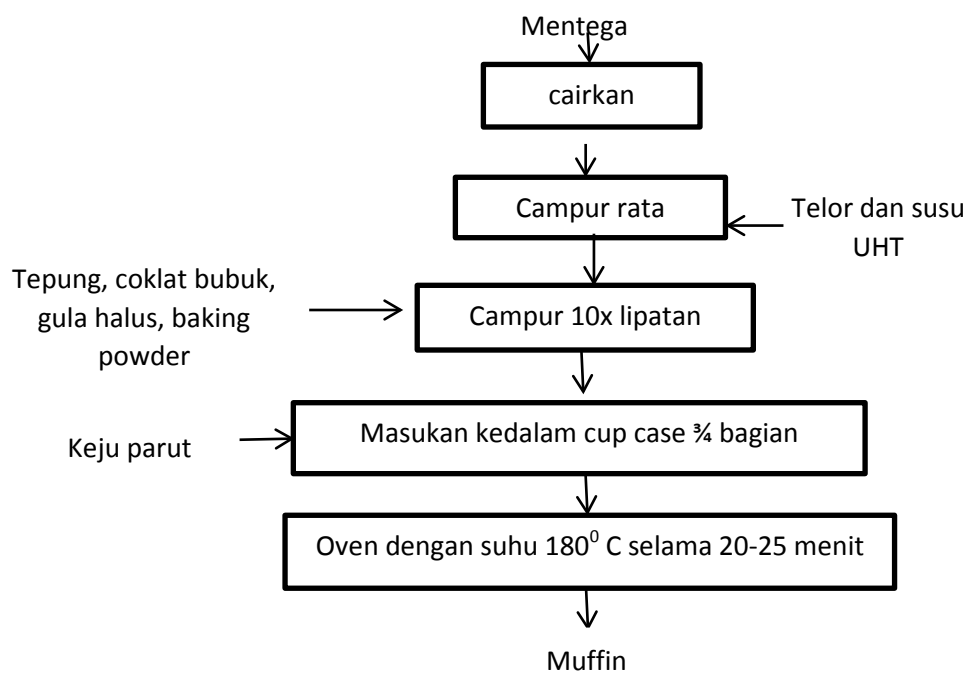 Mentega
cairkan
Campur rata
Telor dan susu
UHT
Tepung, coklat bubuk,
gula halus, baking
powder
Campur 10x lipatan
Keju parut
Masukan kedalam cup case ¾ bagian
Oven dengan suhu 180⁰ C selama 20-25 menit
Muffin